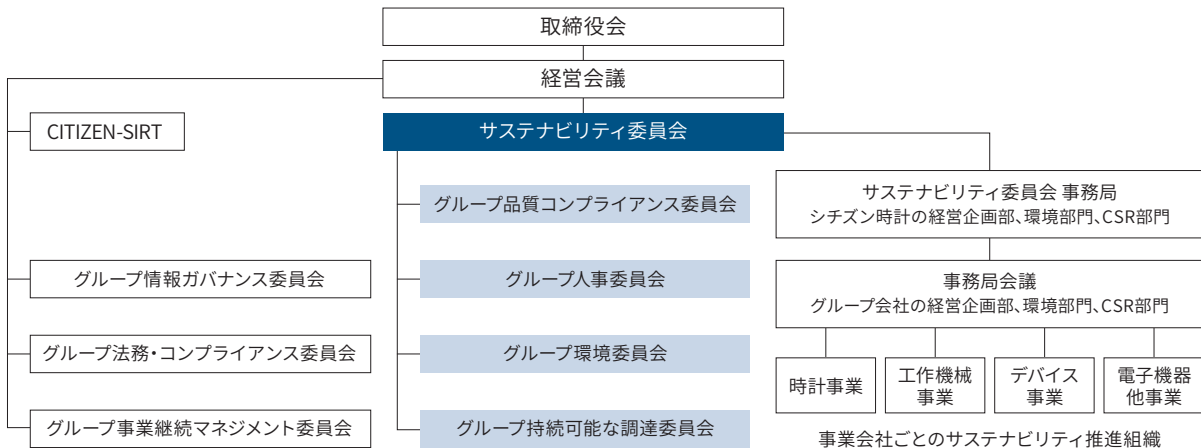 取締役会
経営会議
CITIZEN-SIRT
サステナビリティ委員会
グループ品質コンプライアンス委員会
サステナビリティ委員会 事務局
シチズン時計の経営企画部、環境部門、CSR部門
グループ情報ガバナンス委員会
グループ人事委員会
事務局会議
グループ会社の経営企画部、環境部門、CSR部門
グループ法務・コンプライアンス委員会
グループ環境委員会
時計事業
工作機械
事業
デバイス
事業
電子機器
他事業
グループ事業継続マネジメント委員会
グループ持続可能な調達委員会
事業会社ごとのサステナビリティ推進組織